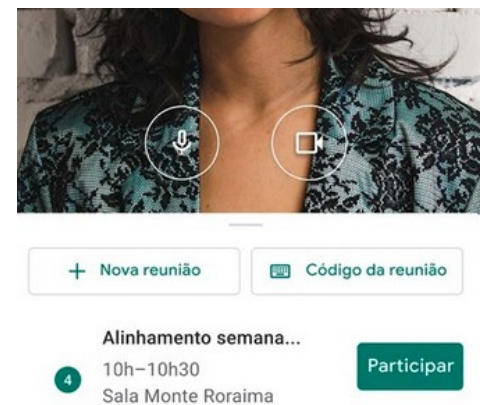 Nova reunião
Código da reunião
Alinhamento semana...
10h–10h30
4
Participar
Sala Monte Roraima